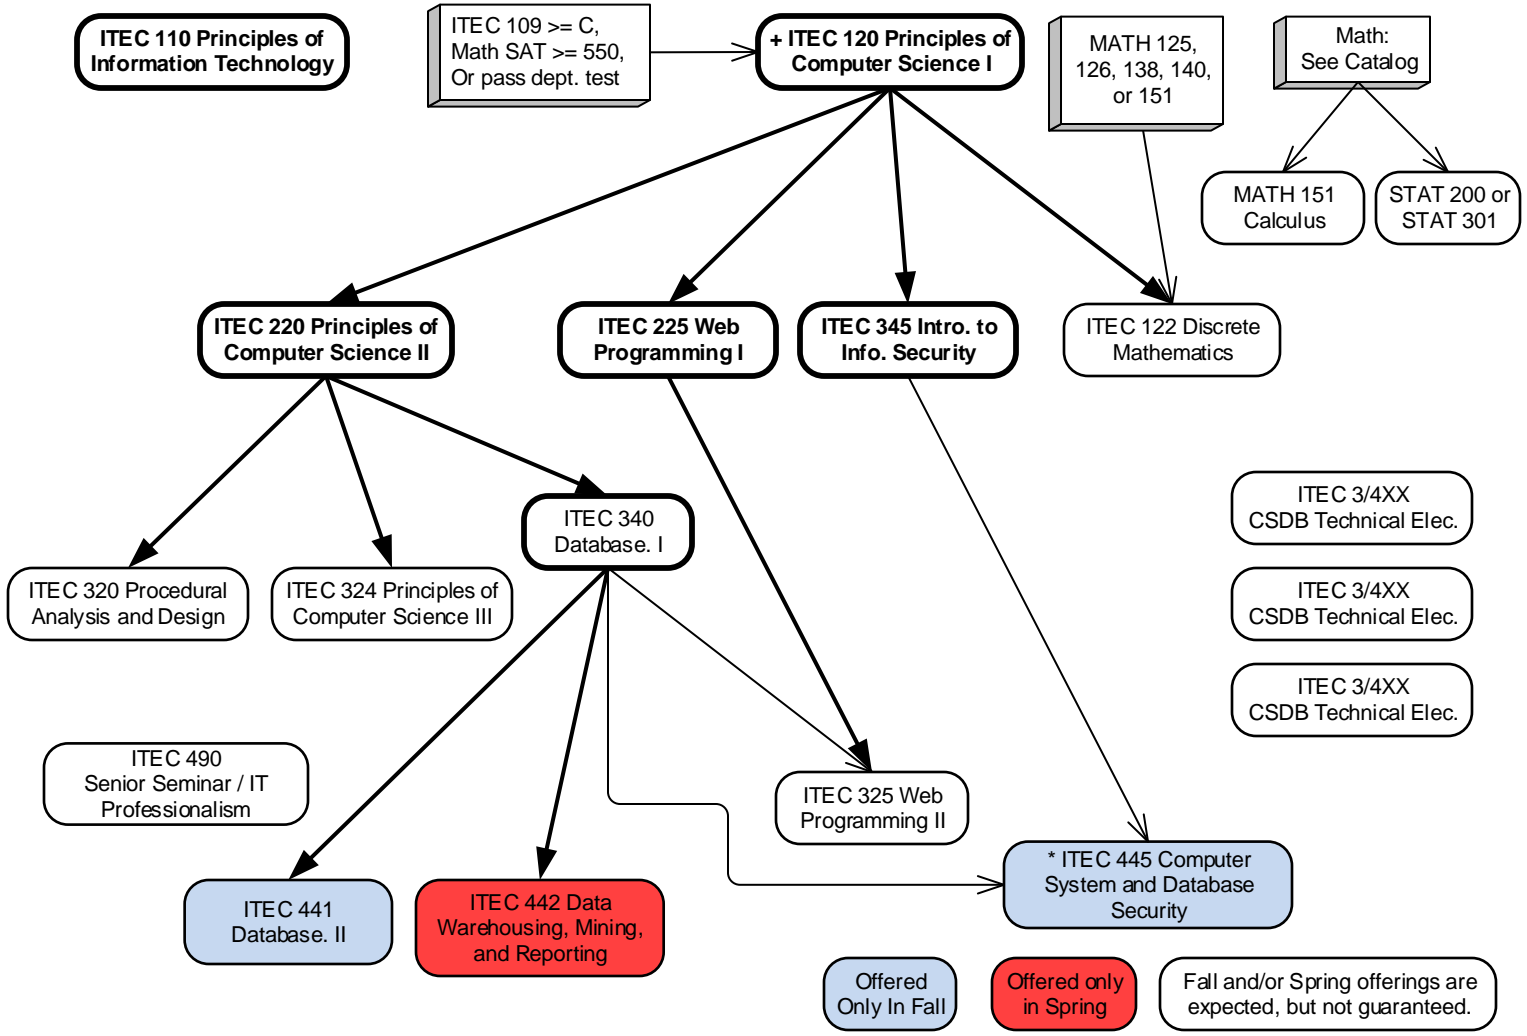 ITEC 110 Principles of
Information Technology
ITEC 109 >= C,
Math SAT >= 550,
Or pass dept. test
+ ITEC 120 Principles of
Computer Science I
MATH 125,
126, 138, 140,
or 151
Math:
See Catalog
MATH 151
Calculus
STAT 200 or
STAT 301
ITEC 220 Principles of
Computer Science II
ITEC 225 Web
Programming I
ITEC 345 Intro. to
Info. Security
ITEC 122 Discrete
Mathematics
ITEC 3/4XX
CSDB Technical Elec.
ITEC 340
Database. I
ITEC 320 Procedural
Analysis and Design
ITEC 324 Principles of
Computer Science III
ITEC 3/4XX
CSDB Technical Elec.
ITEC 3/4XX
CSDB Technical Elec.
ITEC 490
Senior Seminar / IT
Professionalism
ITEC 325 Web
Programming II
* ITEC 445 Computer
System and Database
Security
ITEC 441
Database. II
ITEC 442 Data
Warehousing, Mining,
and Reporting
Offered
Only In Fall
Offered only
in Spring
Fall and/or Spring offerings are
expected, but not guaranteed.